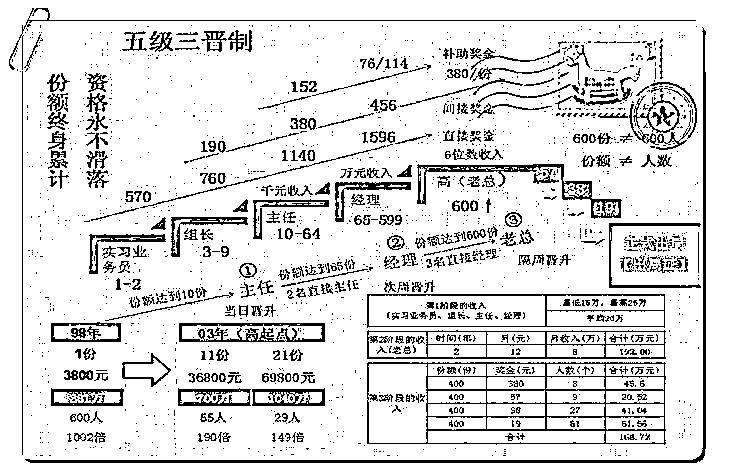 五级三晋制
资格永不滑落
份额终身累计
补助奖金
76/114
380/份
152
间接奖金
456
380
190
直接奖金
1596
1140
760
570
6位数收入
万元收入
千元收入
600份 ≠ 600人
份额 ≠ 人数
高(老总)
600↑
经理
65-599
主任
10-64
组长
3-9
实习业
务员
1-2
份额达到10份
①
主任
当日晋升
份额达到65份
2名直接主任
②
经理
次周晋升
份额达到600份
3名直接经理
③
老总
隔周晋升
98年
1份
3800元
600人
1002倍
03年(高起点)
11份 21份
36800元 69800元
700万 1040万
55人 29人
190倍 149倍
第1阶段的收入
(实习业务员、组长、主任、经理)
最低15万,最高25万
平均20万
第2阶段的收
入(老总)
时间(年) 月(元) 月收入(万) 合计(万元)
2 12 8 192.00
第3阶段的收
入
份额(份) 奖金(元) 人数(个) 合计(万元)
400 380 3 45.6
400 57 9 20.52
400 38 27 41.04
400 19 81 61.56
合计 168.72